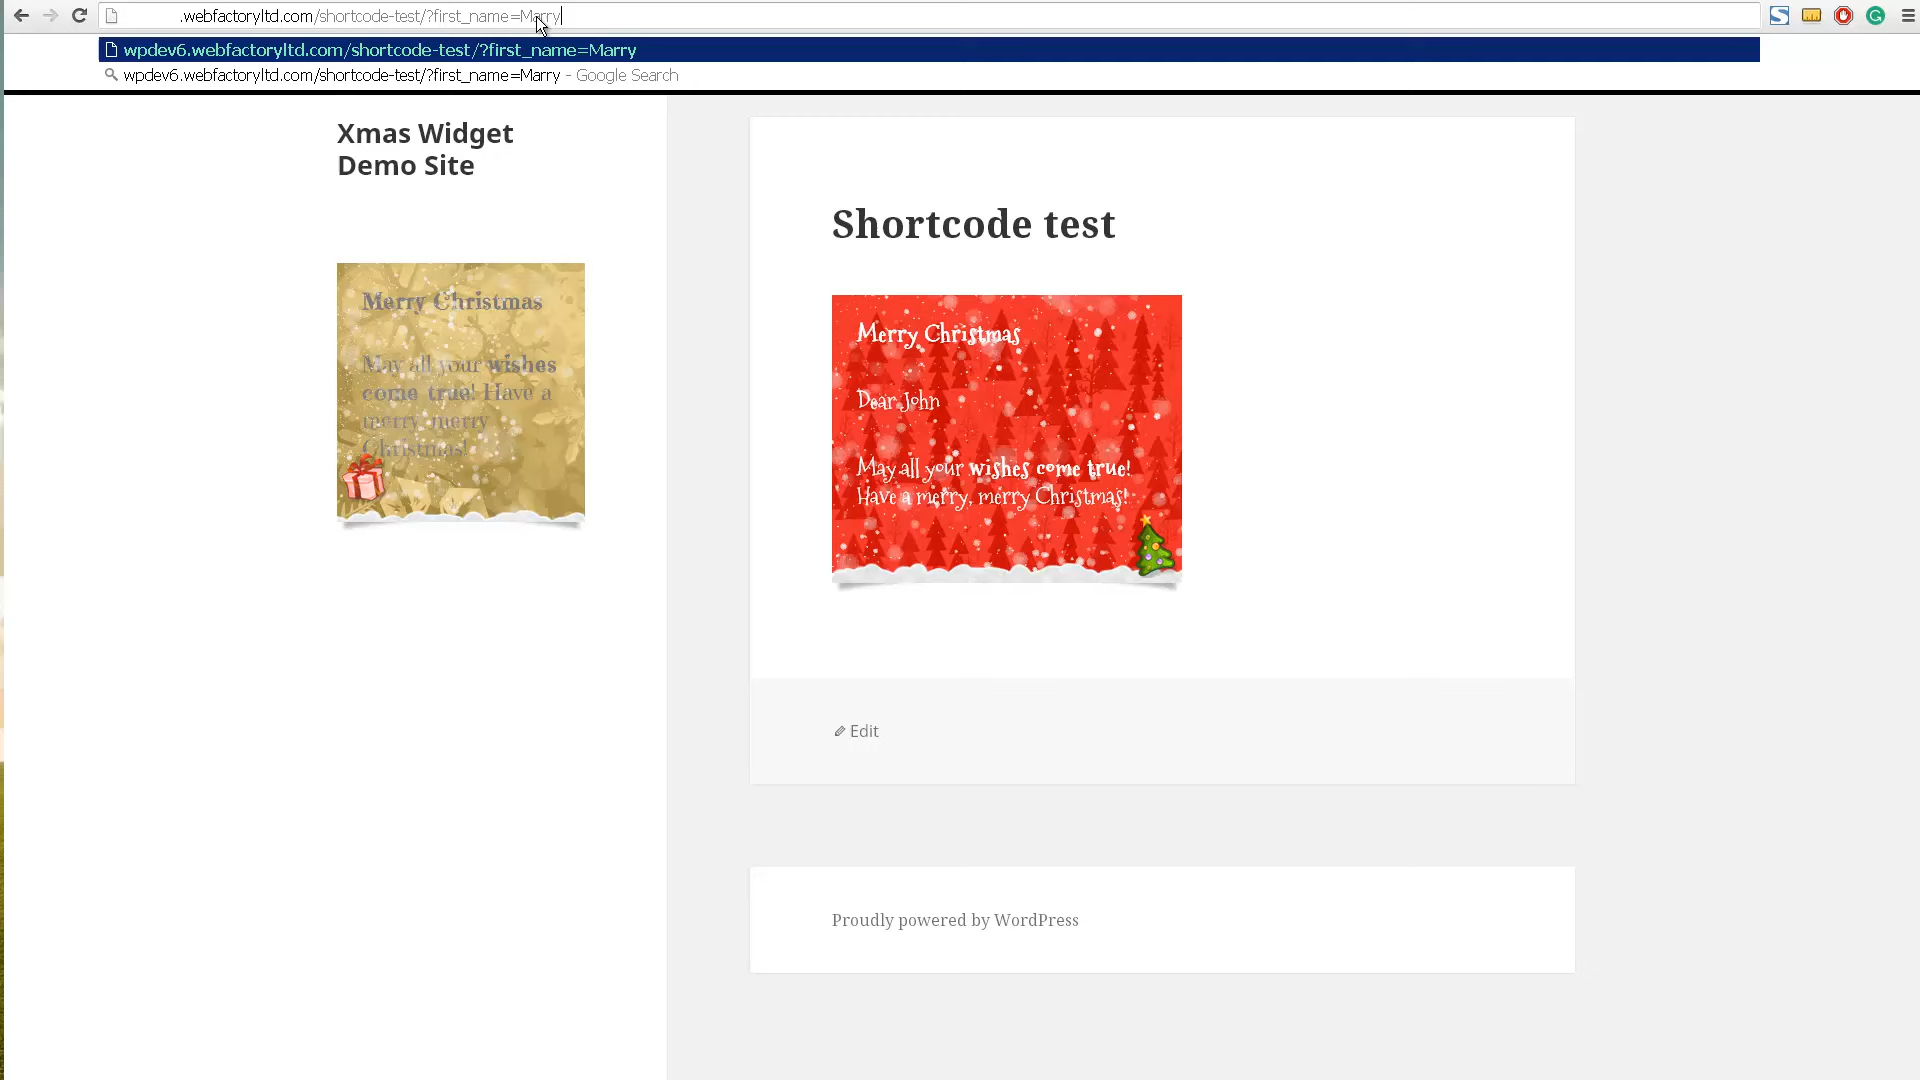 .webfactoryltd.com/shortcode-test/?first_name=Marry
wpdev6.webfactoryltd.com/shortcode-test/?first_name=Marry
wpdev6.webfactoryltd.com/shortcode-test/?first_name=Marry - Google Search
Xmas Widget
Demo Site
Merry Christmas
May all your wishes
come true! Have a
merry, merry
Christmas!
Shortcode test
Merry Christmas
Dear John
May all your wishes come true!
Have a merry, merry Christmas!
Edit
Proudly powered by WordPress